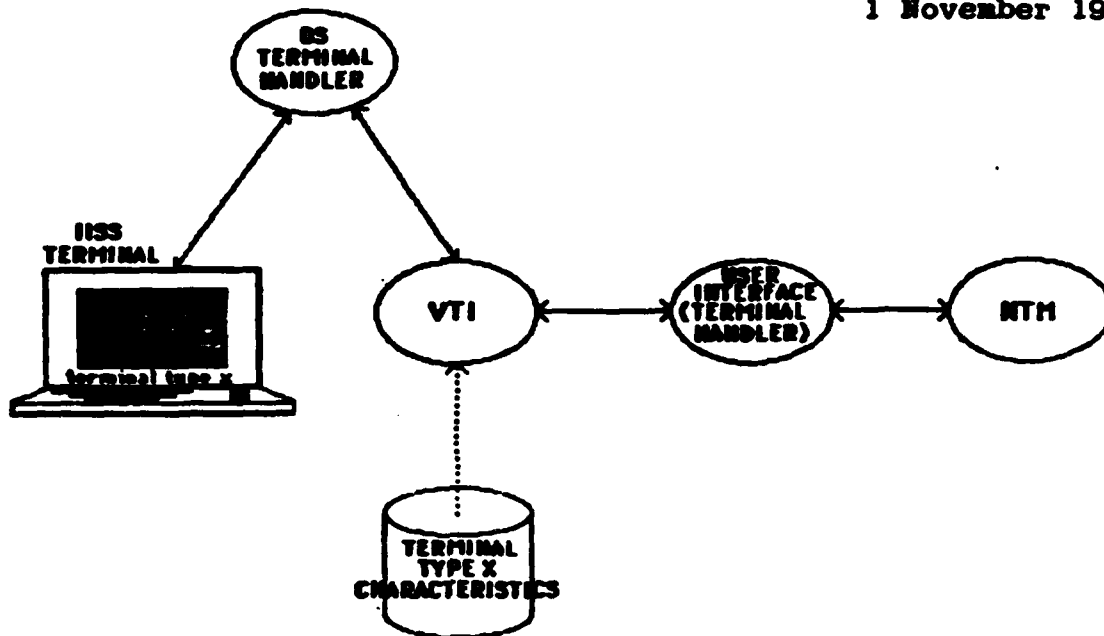 1 November 19
OS
TERMINAL
HANDLER
IISS
TERMINAL
terminal type x
VTI
USER
INTERFACE
(TERMINAL
HANDLER)
NTM
TERMINAL
TYPE X
CHARACTERISTICS